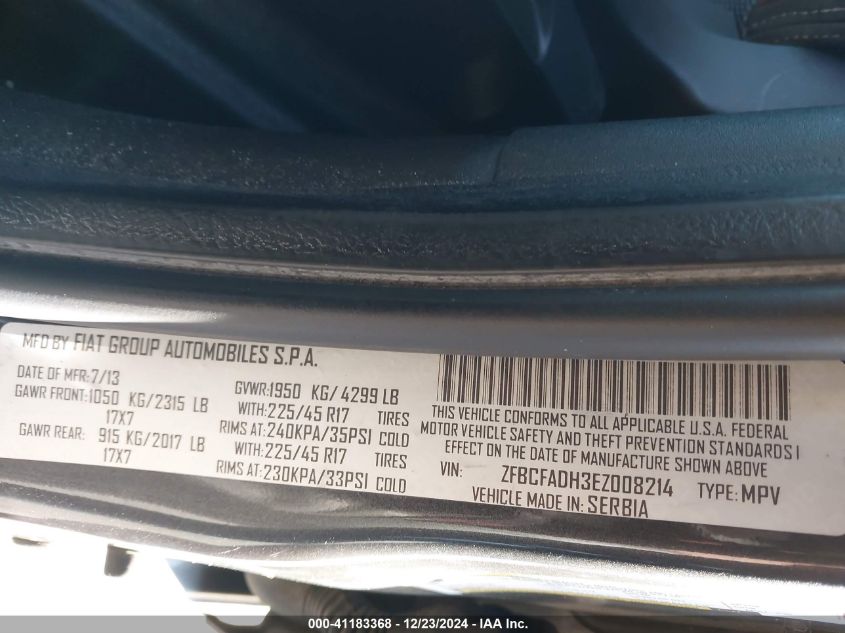 MFD BY FIAT GROUP AUTOMOBILES S.P.A.
DATE OF MFR: 7/13
GAWR FRONT: 1050 KG/2315 LB
17X7
GAWR REAR: 915 KG/2017 LB
17X7
GVWR: 1950 KG/4299 LB
WITH: 225/45 R17 TIRES
RIMS AT: 240KPA/35PSI COLD
WITH: 225/45 R17 TIRES
RIMS AT: 230KPA/33PSI COLD
THIS VEHICLE CONFORMS TO ALL APPLICABLE U.S.A. FEDERAL
MOTOR VEHICLE SAFETY AND THEFT PREVENTION STANDARDS I
EFFECT ON THE DATE OF MANUFACTURE SHOWN ABOVE.
VIN: ZFBCFADH3EZ008214 TYPE: MPV
VEHICLE MADE IN: SERBIA
000-41183368 - 12/23/2024 - IAA Inc.